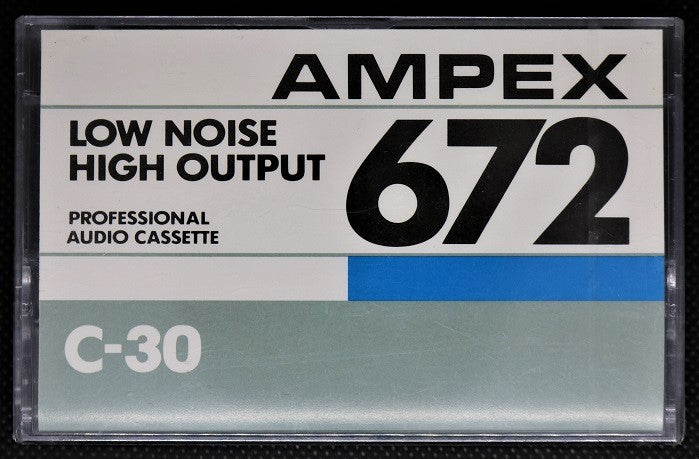 AMPEX
LOW NOISE
HIGH OUTPUT
672
PROFESSIONAL
AUDIO CASSETTE
C-30